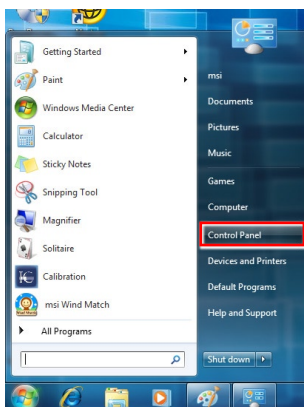 Getting Started
Paint
Windows Media Center
Calculator
Sticky Notes
Snipping Tool
Magnifier
Solitaire
Calibration
msi Wind Match
All Programs
msi
Documents
Pictures
Music
Games
Computer
Control Panel
Devices and Printers
Default Programs
Help and Support
Shut down